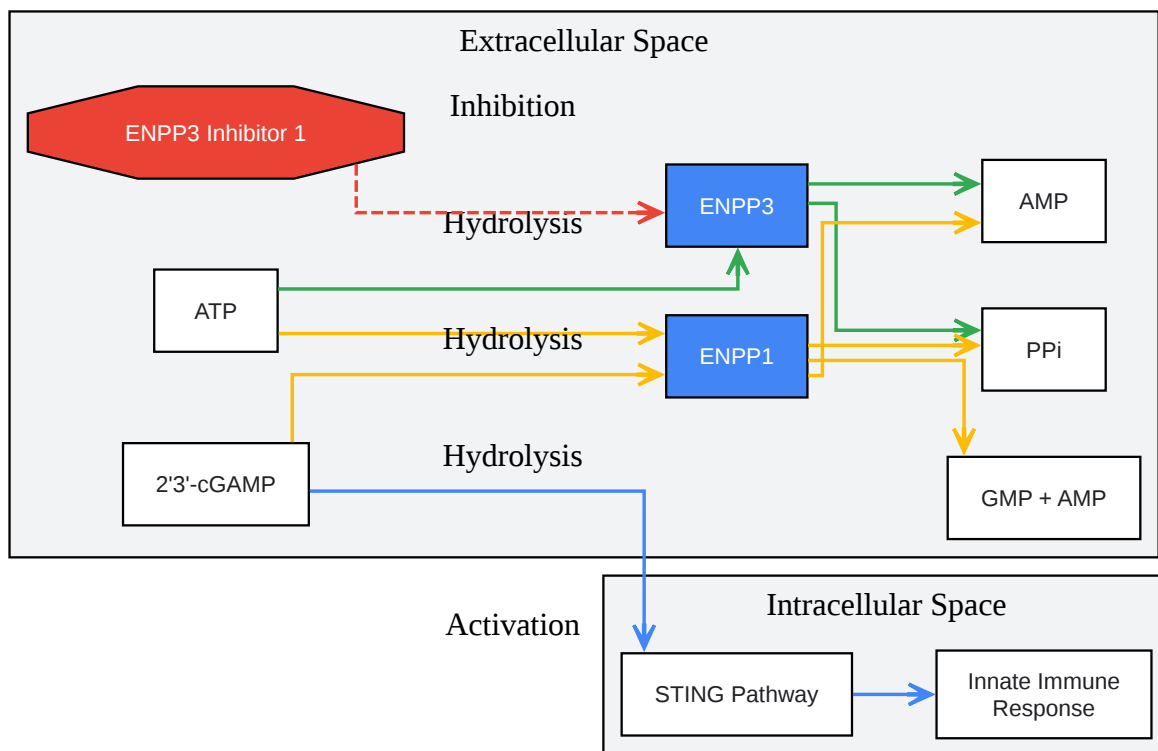 Extracellular Space
Inhibition
ENPP3 Inhibitor 1
ENPP3
AMP
Hydrolysis
ATP
Hydrolysis
ENPP1
PPi
2'3'-cGAMP
Hydrolysis
GMP + AMP
Intracellular Space
Activation
STING Pathway
Innate Immune
Response